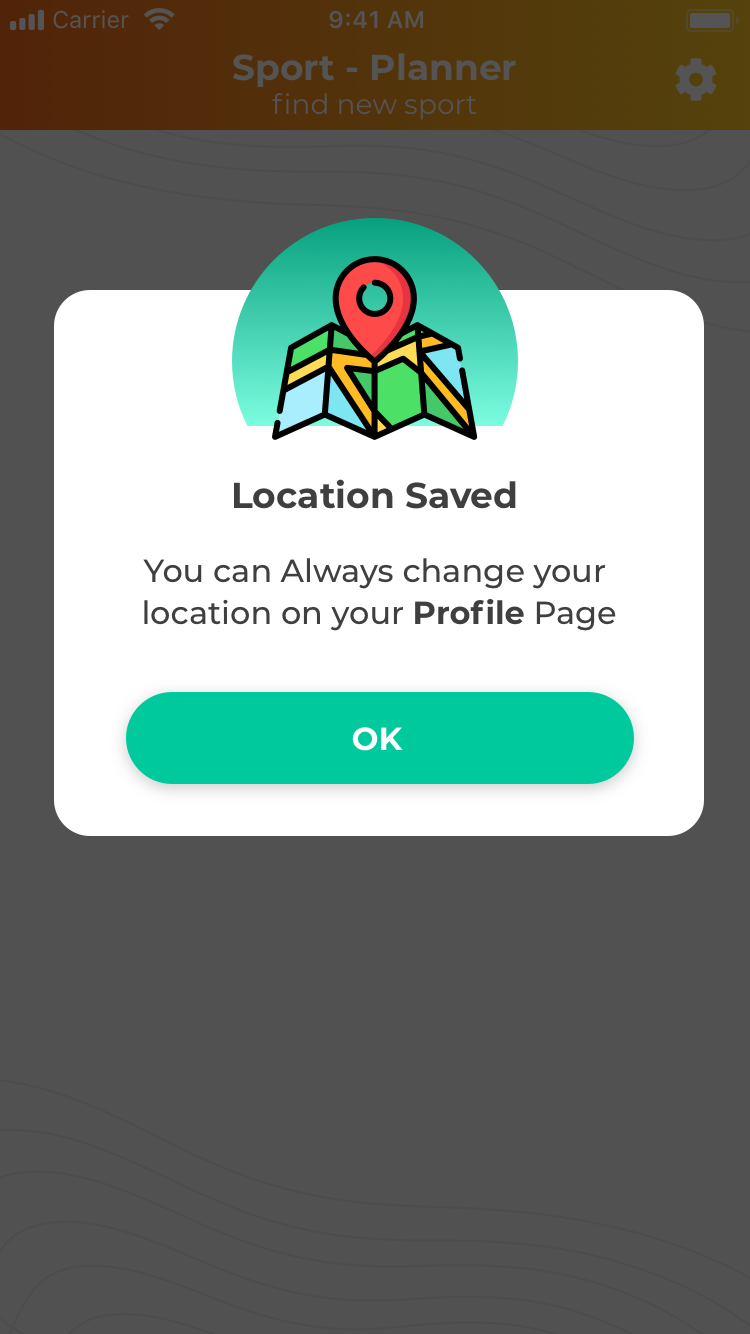 Carrier 9:41 AM
Sport - Planner
find new sport
Location Saved
You can Always change your
location on your Profile Page
OK